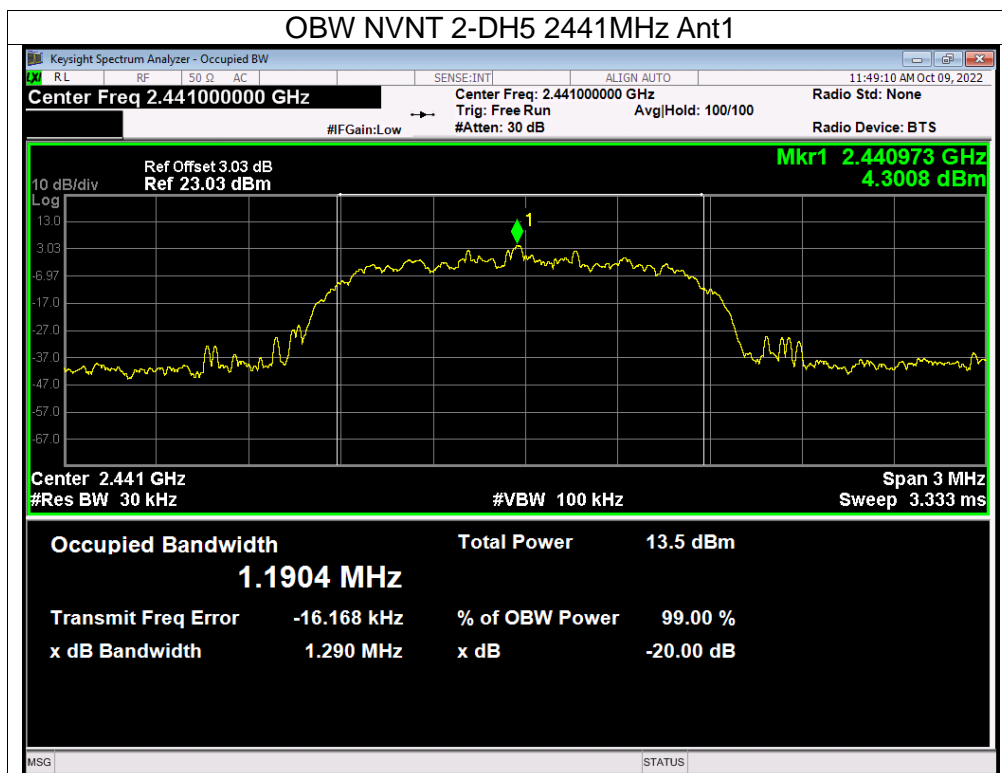 OBW NVNT 2-DH5 2441MHz Ant1
Keysight Spectrum Analyzer - Occupied BW
LXI RL RF 50 Ω AC SENSE:INT ALIGN AUTO 11:49:10 AM Oct 09, 2022
Center Freq 2.441000000 GHz Center Freq: 2.441000000 GHz Radio Std: None
Trig: Free Run Avg|Hold: 100/100
#IFGain:Low #Atten: 30 dB Radio Device: BTS
Ref Offset 3.03 dB Mkr1 2.440973 GHz
10 dB/div Ref 23.03 dBm 4.3008 dBm
Log
13.0
1
3.03
-6.97
-17.0
-27.0
-37.0
-47.0
-57.0
-67.0
Center 2.441 GHz Span 3 MHz
#Res BW 30 kHz #VBW 100 kHz Sweep 3.333 ms
Occupied Bandwidth Total Power 13.5 dBm
1.1904 MHz
Transmit Freq Error -16.168 kHz % of OBW Power 99.00 %
x dB Bandwidth 1.290 MHz x dB -20.00 dB
MSG STATUS